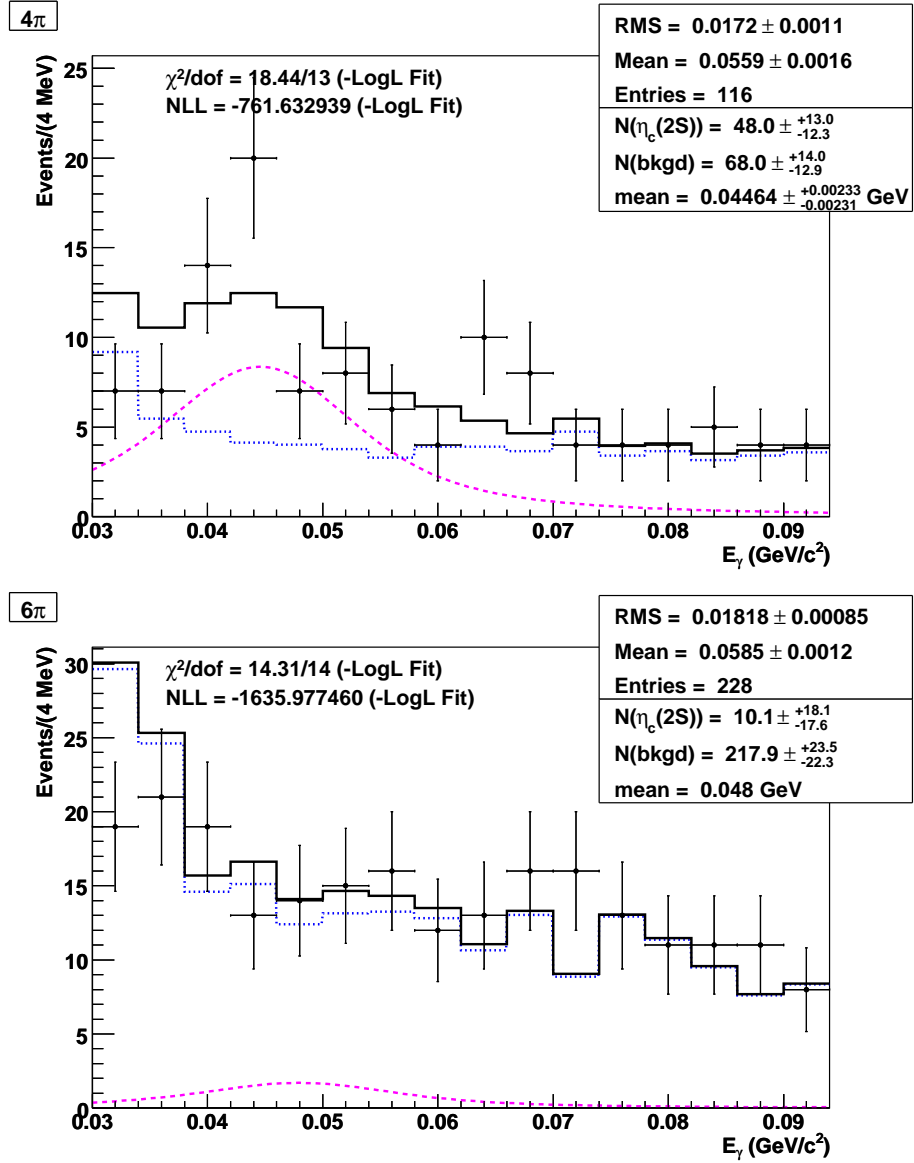 4π
RMS = 0.0172 ± 0.0011
Mean = 0.0559 ± 0.0016
Entries = 116
N(η_c(2S)) = 48.0 ± +13.0 -12.3
N(bkgd) = 68.0 ± +14.0 -12.9
mean = 0.04464 ± +0.00233 -0.00231 GeV
χ²/dof = 18.44/13 (-LogL Fit)
NLL = -761.632939 (-LogL Fit)
Events/(4 MeV)
25
20
15
10
5
0
0.03 0.04 0.05 0.06 0.07 0.08 0.09
E_γ (GeV/c²)
6π
RMS = 0.01818 ± 0.00085
Mean = 0.0585 ± 0.0012
Entries = 228
N(η_c(2S)) = 10.1 ± +18.1 -17.6
N(bkgd) = 217.9 ± +23.5 -22.3
mean = 0.048 GeV
χ²/dof = 14.31/14 (-LogL Fit)
NLL = -1635.977460 (-LogL Fit)
Events/(4 MeV)
30
25
20
15
10
5
0
0.03 0.04 0.05 0.06 0.07 0.08 0.09
E_γ (GeV/c²)